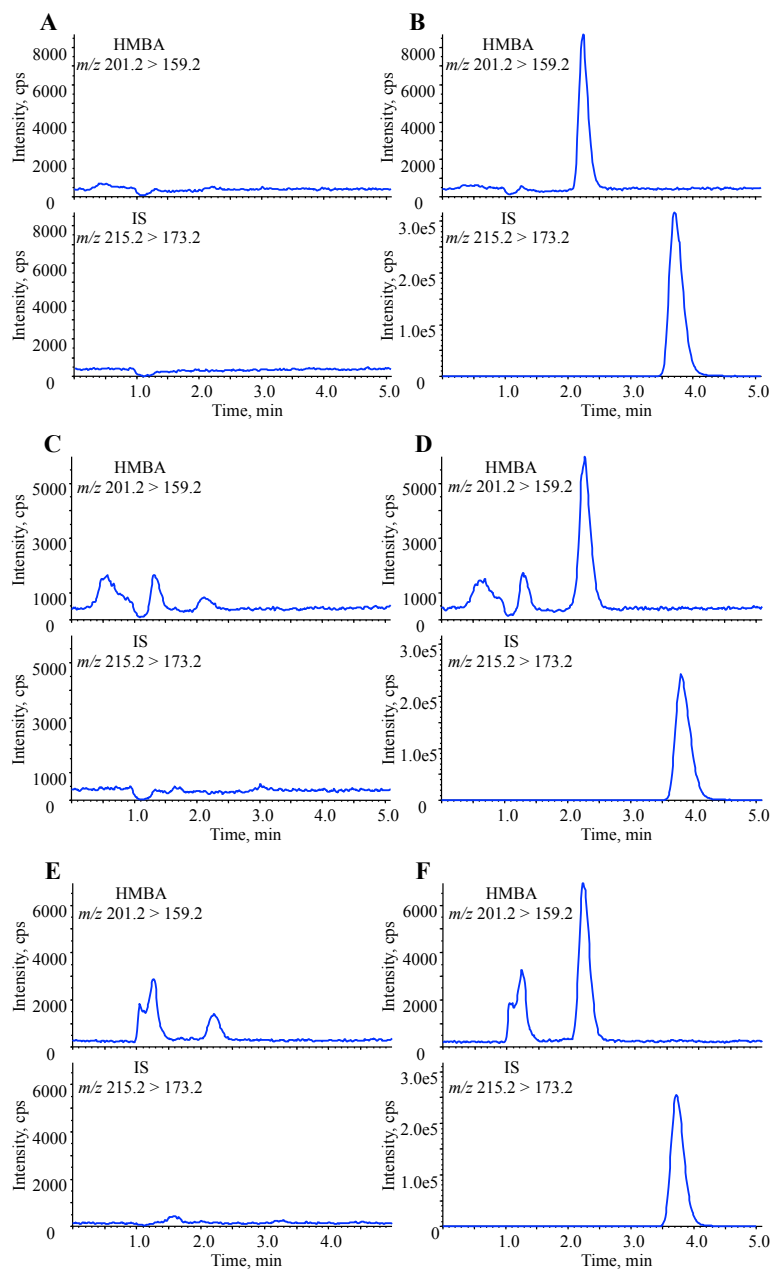 A
HMBA
m/z 201.2 > 159.2
Intensity, cps
8000
6000
4000
2000
0
IS
m/z 215.2 > 173.2
Intensity, cps
8000
6000
4000
2000
0
1.0 2.0 3.0 4.0 5.0
Time, min
B
HMBA
m/z 201.2 > 159.2
Intensity, cps
8000
6000
4000
2000
0
IS
m/z 215.2 > 173.2
Intensity, cps
3.0e5
2.0e5
1.0e5
0
1.0 2.0 3.0 4.0 5.0
Time, min
C
HMBA
m/z 201.2 > 159.2
Intensity, cps
5000
3000
1000
0
IS
m/z 215.2 > 173.2
Intensity, cps
5000
3000
1000
0
1.0 2.0 3.0 4.0 5.0
Time, min
D
HMBA
m/z 201.2 > 159.2
Intensity, cps
5000
3000
1000
0
IS
m/z 215.2 > 173.2
Intensity, cps
3.0e5
2.0e5
1.0e5
0
1.0 2.0 3.0 4.0 5.0
Time, min
E
HMBA
m/z 201.2 > 159.2
Intensity, cps
6000
4000
2000
0
IS
m/z 215.2 > 173.2
Intensity, cps
6000
4000
2000
0
1.0 2.0 3.0 4.0
Time, min
F
HMBA
m/z 201.2 > 159.2
Intensity, cps
6000
4000
2000
0
IS
m/z 215.2 > 173.2
Intensity, cps
3.0e5
2.0e5
1.0e5
0
1.0 2.0 3.0 4.0 5.0
Time, min